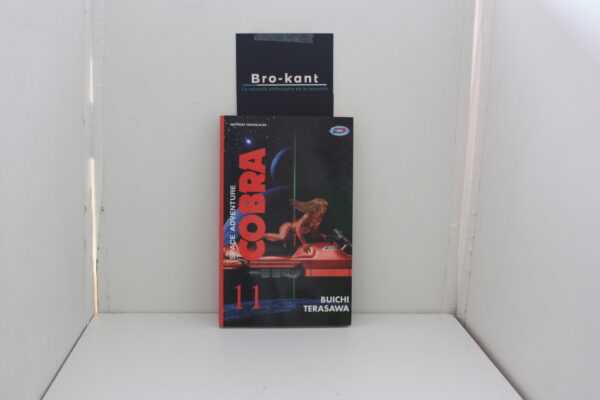 Bro-kant
SPACE ADVENTURE
COBRA
11
BUICHI
TERASAWA